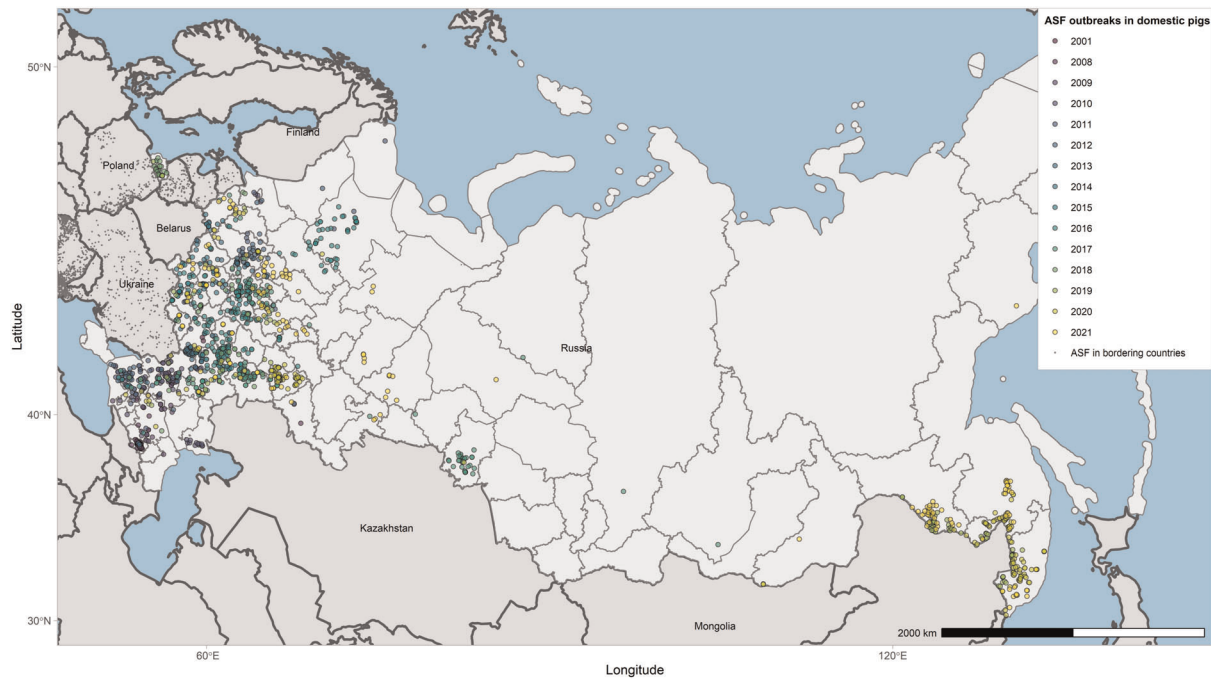 ASF outbreaks in domestic pigs
2001
2008
2009
2010
2011
2012
2013
2014
2015
2016
2017
2018
2019
2020
2021
ASF in bordering countries
50°N
40°N
30°N
Latitude
Finland
Poland
Belarus
Ukraine
Russia
Kazakhstan
Mongolia
2000 km
60°E
120°E
Longitude